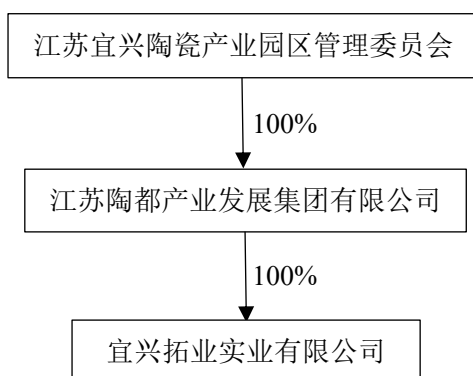 江苏宜兴陶瓷产业园区管理委员会
100%
江苏陶都产业发展集团有限公司
100%
宜兴拓业实业有限公司